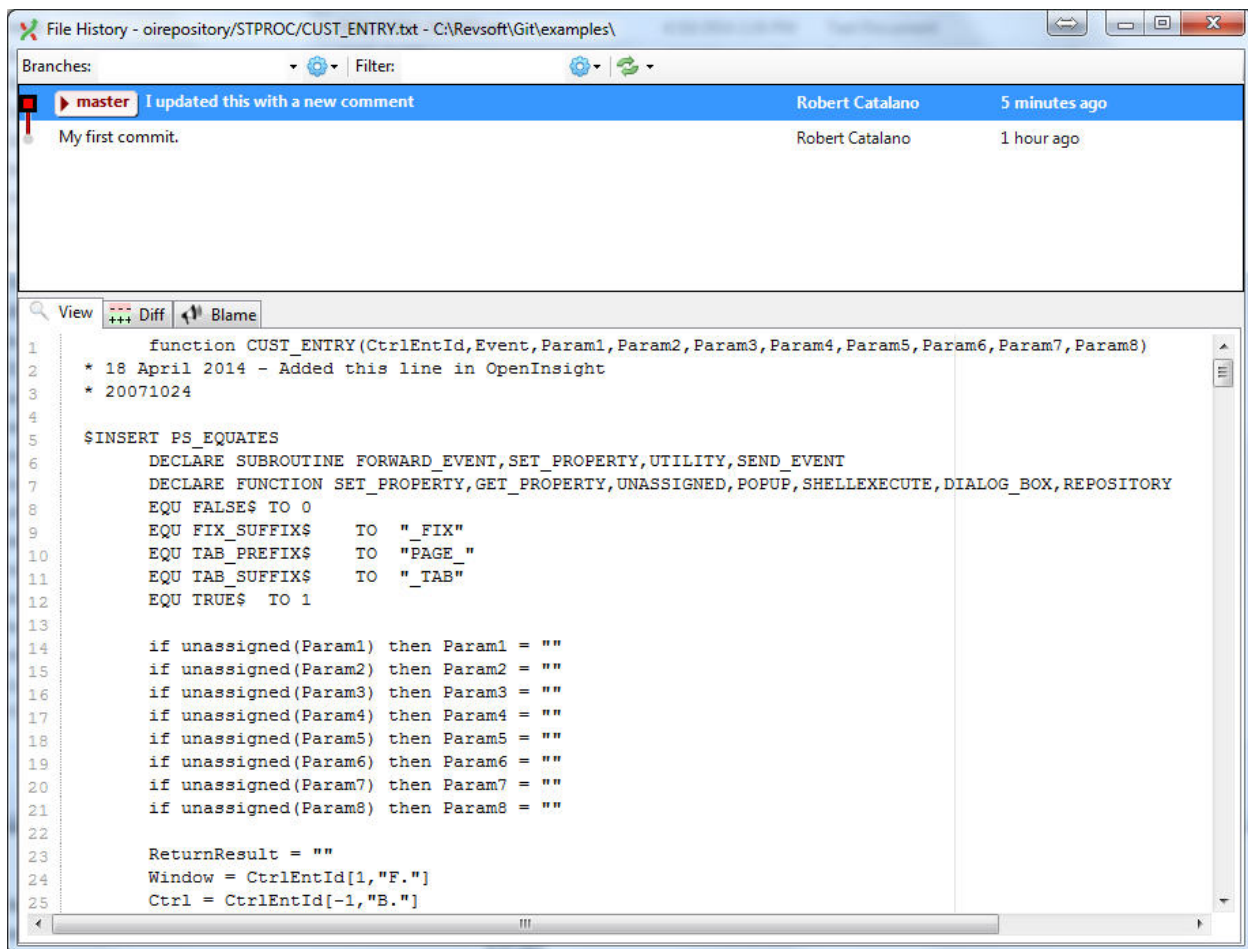 File History - oirepository/STPROC/CUST_ENTRY.txt - C:\Revsoft\Git\examples\
Branches: Filter:
master I updated this with a new comment Robert Catalano 5 minutes ago
My first commit. Robert Catalano 1 hour ago
View Diff Blame
1 function CUST_ENTRY(CtrlEntId,Event,Param1,Param2,Param3,Param4,Param5,Param6,Param7,Param8)
2 * 18 April 2014 - Added this line in OpenInsight
3 * 20071024
4
5 $INSERT PS_EQUATES
6 DECLARE SUBROUTINE FORWARD_EVENT,SET_PROPERTY,UTILITY,SEND_EVENT
7 DECLARE FUNCTION SET_PROPERTY,GET_PROPERTY,UNASSIGNED,POPUP,SHELLEXECUTE,DIALOG_BOX,REPOSITORY
8 EQU FALSE$ TO 0
9 EQU FIX_SUFFIX$ TO "_FIX"
10 EQU TAB_PREFIX$ TO "PAGE_"
11 EQU TAB_SUFFIX$ TO "_TAB"
12 EQU TRUE$ TO 1
13
14 if unassigned(Param1) then Param1 = ""
15 if unassigned(Param2) then Param2 = ""
16 if unassigned(Param3) then Param3 = ""
17 if unassigned(Param4) then Param4 = ""
18 if unassigned(Param5) then Param5 = ""
19 if unassigned(Param6) then Param6 = ""
20 if unassigned(Param7) then Param7 = ""
21 if unassigned(Param8) then Param8 = ""
22
23 ReturnResult = ""
24 Window = CtrlEntId[1,"F."]
25 Ctrl = CtrlEntId[-1,"B."]